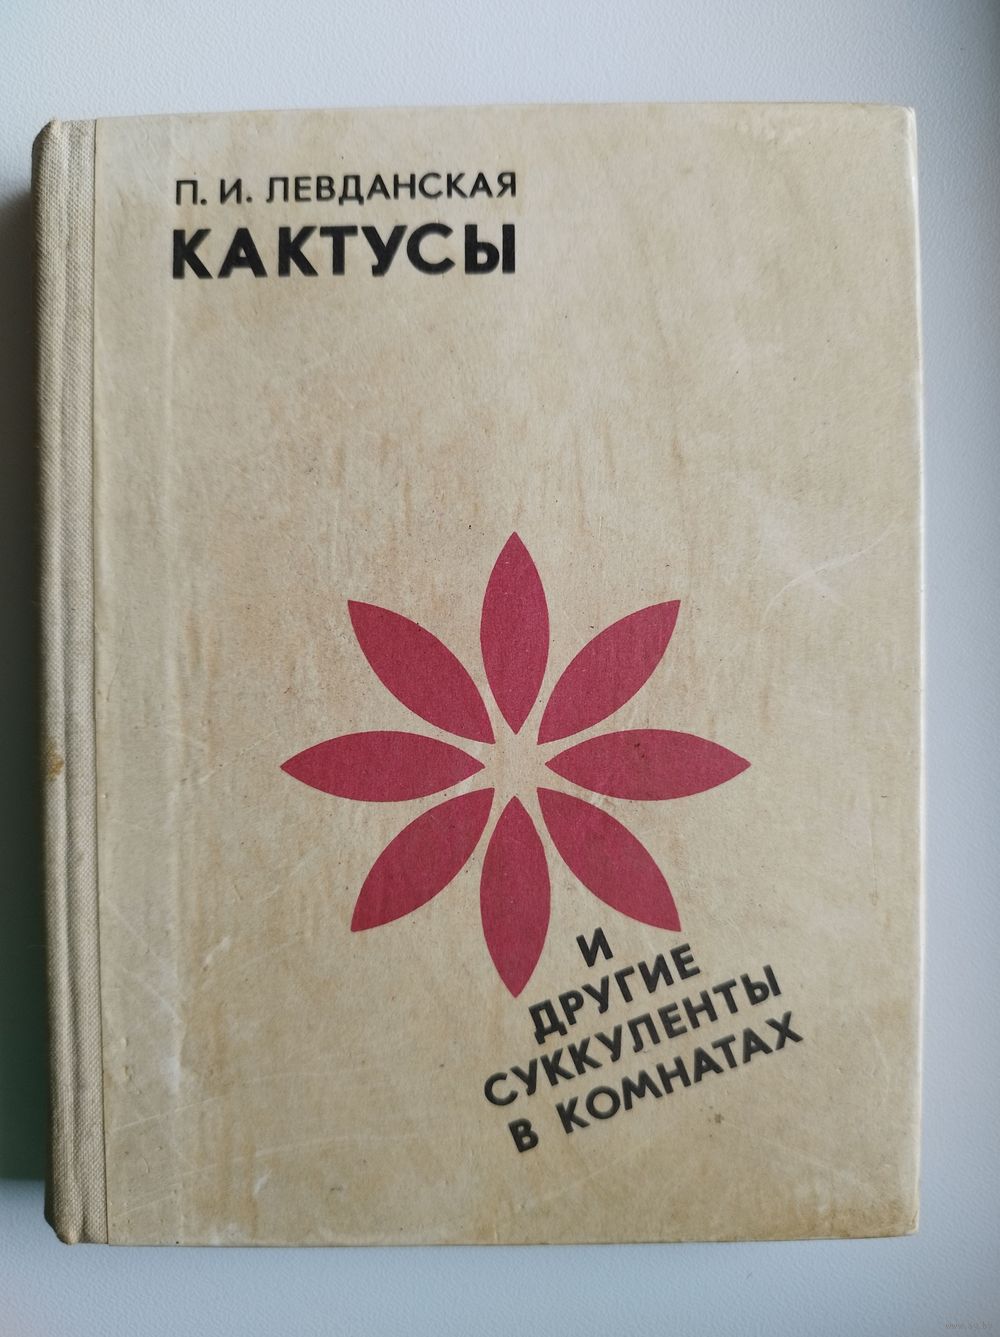 П. И. ЛЕВДАНСКАЯ
КАКТУСЫ
И
ДРУГИЕ
СУККУЛЕНТЫ
В КОМНАТАХ